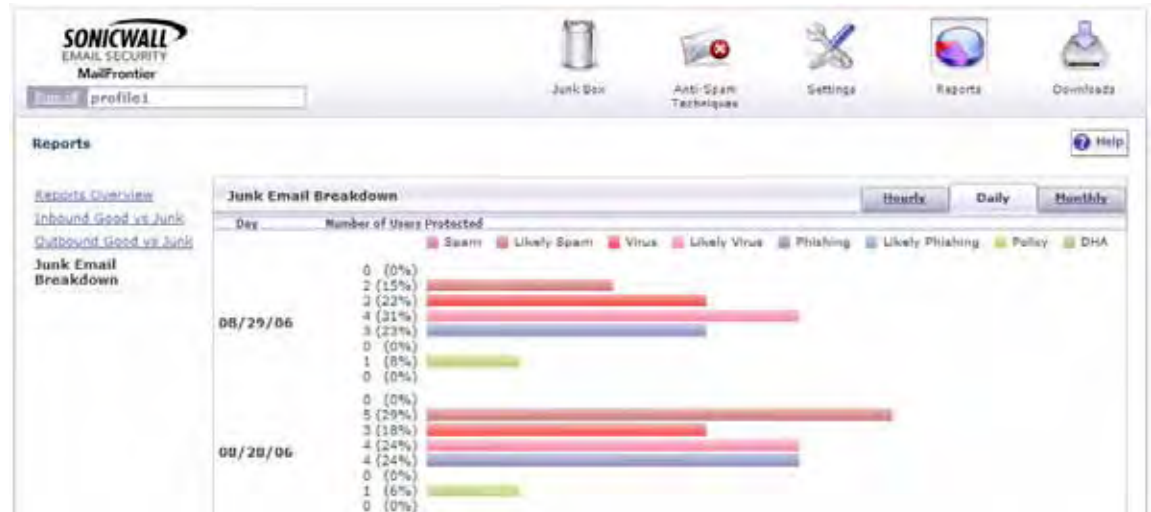 SONICWALL
EMAIL SECURITY
MailFrontier
profile1
Junk Box
Anti-Spam Techniques
Settings
Reports
Downloads
Reports
Help
Reports Overview
Inbound Good vs Junk
Outbound Good vs Junk
Junk Email Breakdown
Junk Email Breakdown
Hourly
Daily
Monthly
Day
Number of Users Protected
Spam
Likely Spam
Virus
Likely Virus
Phishing
Likely Phishing
Policy
DHA
08/29/06
0 (0%)
2 (15%)
3 (23%)
4 (31%)
3 (23%)
0 (0%)
1 (8%)
0 (0%)
08/28/06
0 (0%)
5 (29%)
3 (18%)
4 (24%)
4 (24%)
0 (0%)
1 (6%)
0 (0%)